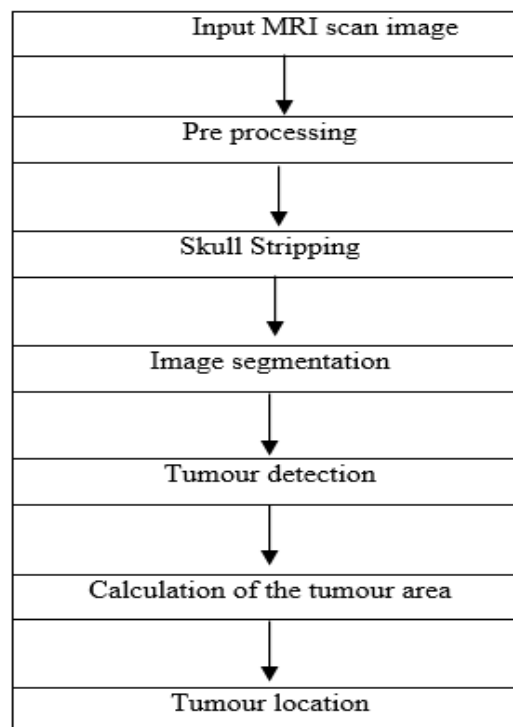 Input MRI scan image
Pre processing
Skull Stripping
Image segmentation
Tumour detection
Calculation of the tumour area
Tumour location